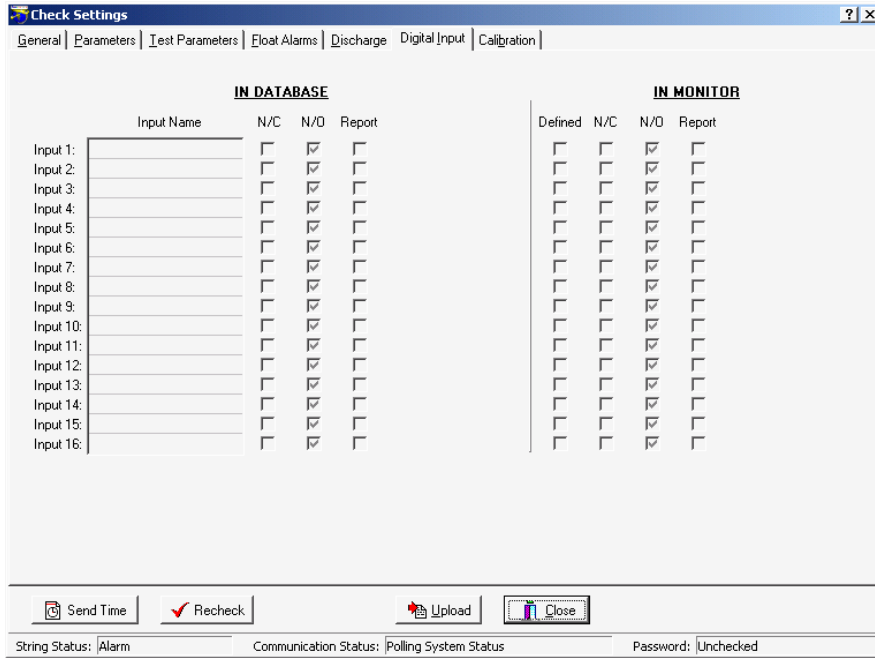 Check Settings
General Parameters Test Parameters Float Alarms Discharge Digital Input Calibration
IN DATABASE IN MONITOR
Input Name N/C N/O Report Defined N/C N/O Report
Input 1:
Input 2:
Input 3:
Input 4:
Input 5:
Input 6:
Input 7:
Input 8:
Input 9:
Input 10:
Input 11:
Input 12:
Input 13:
Input 14:
Input 15:
Input 16:
Send Time Recheck Upload Close
String Status: Alarm Communication Status: Polling System Status Password: Unchecked